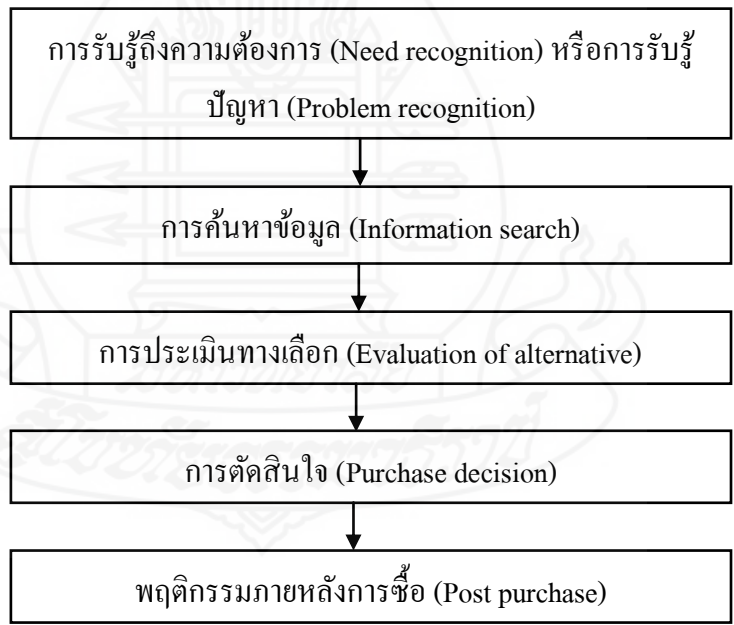 การรับรู้ถึงความต้องการ (Need recognition) หรือการรับรู้
ปัญหา (Problem recognition)
การค้นหาข้อมูล (Information search)
การประเมินทางเลือก (Evaluation of alternative)
การตัดสินใจ (Purchase decision)
พฤติกรรมภายหลังการซื้อ (Post purchase)